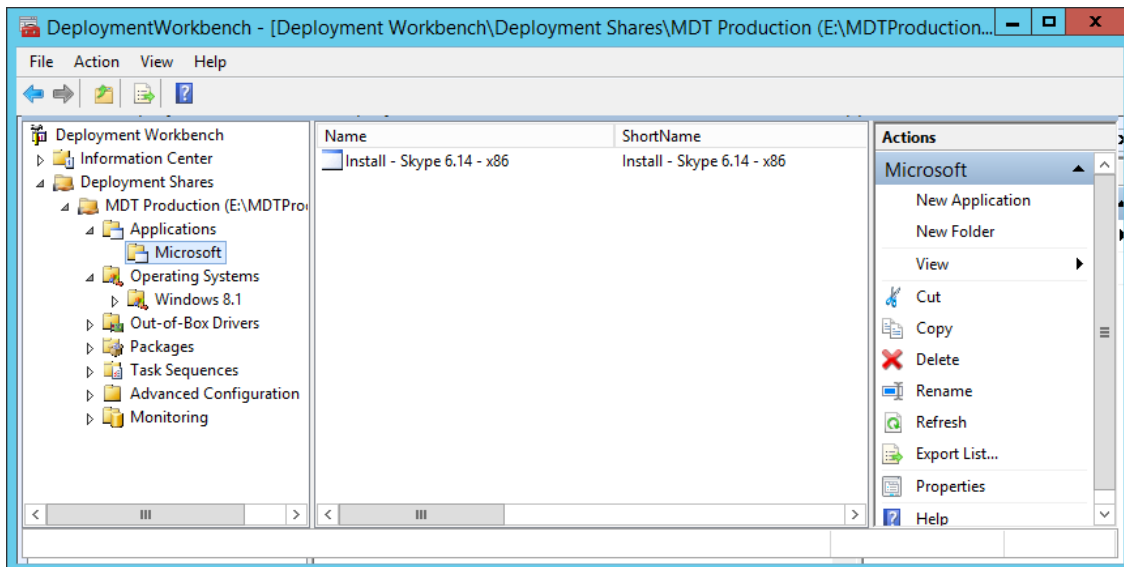 DeploymentWorkbench - [Deployment Workbench\Deployment Shares\MDT Production (E:\MDTProduction...
File Action View Help
Deployment Workbench
Information Center
Deployment Shares
MDT Production (E:\MDTPro
Applications
Microsoft
Operating Systems
Windows 8.1
Out-of-Box Drivers
Packages
Task Sequences
Advanced Configuration
Monitoring
Name ShortName
Install - Skype 6.14 - x86 Install - Skype 6.14 - x86
Actions
Microsoft
New Application
New Folder
View
Cut
Copy
Delete
Rename
Refresh
Export List...
Properties
Help